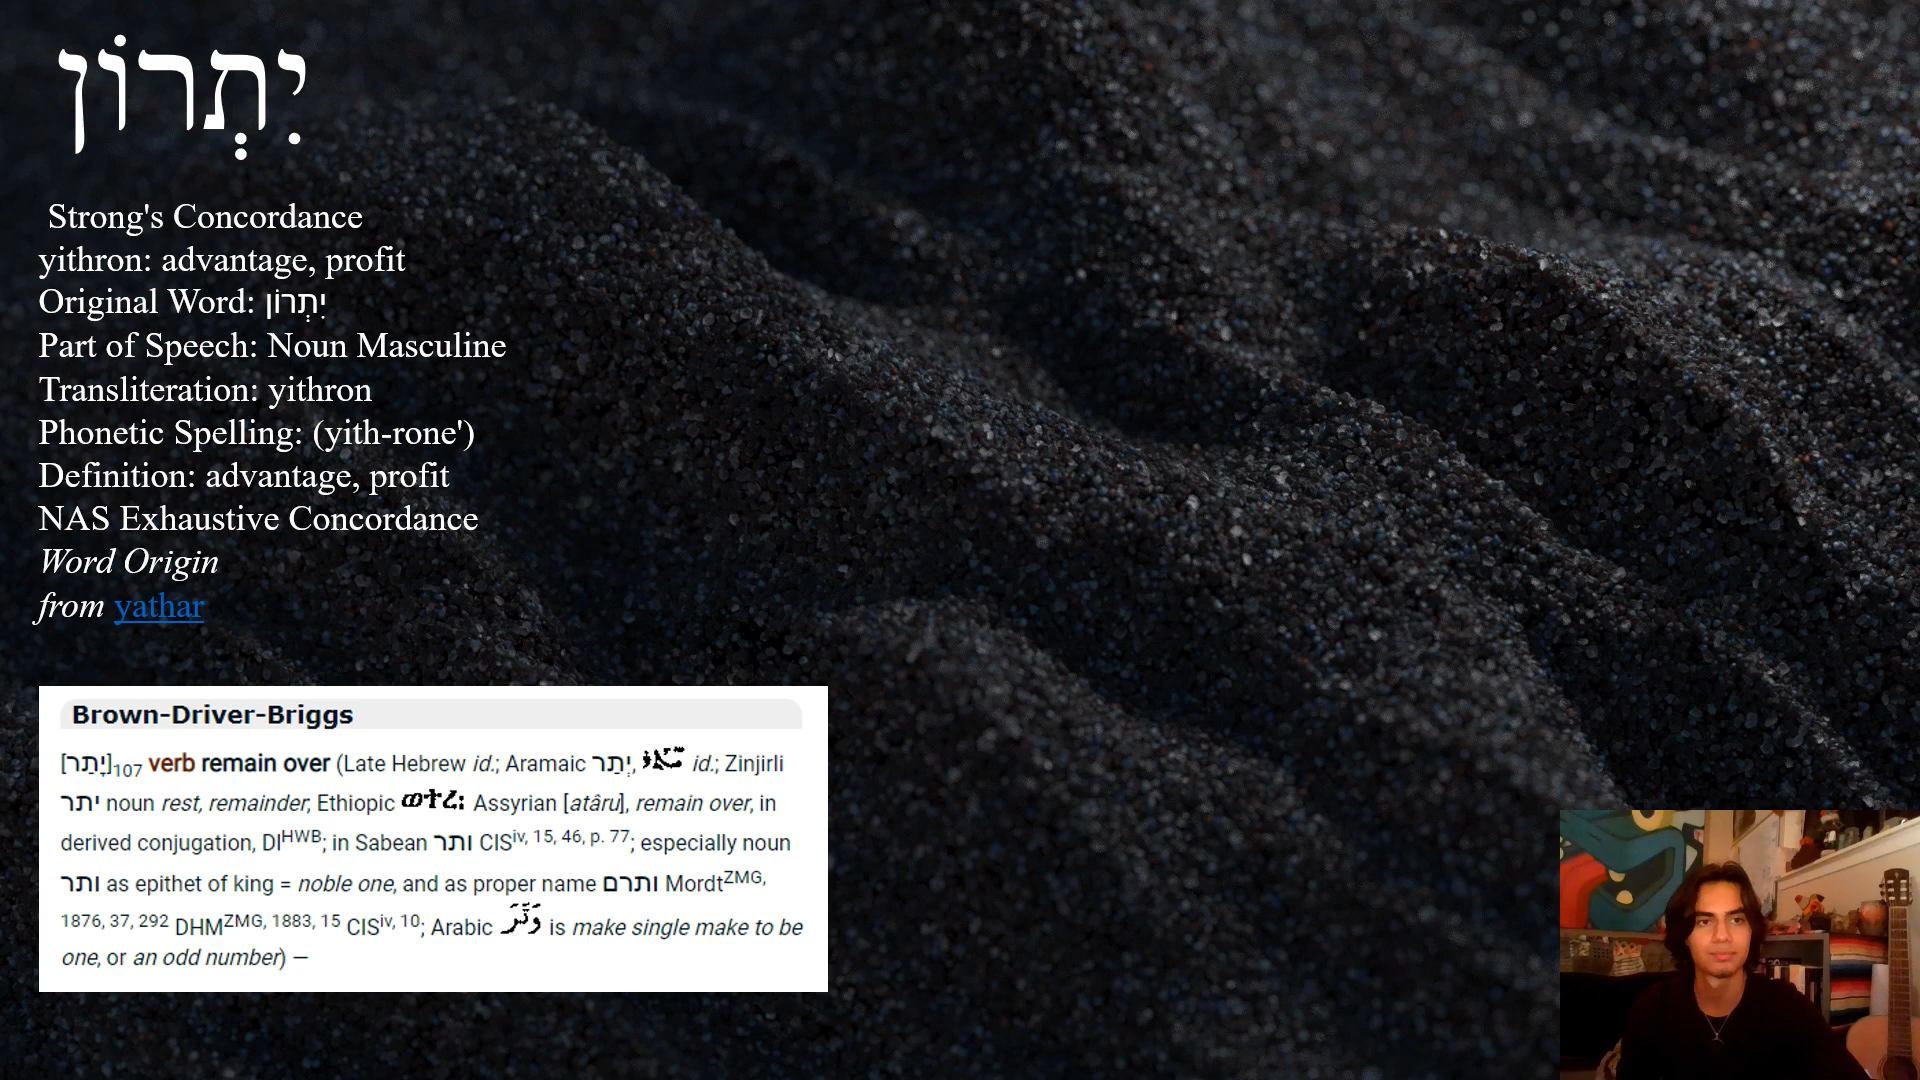 יִתְרוֹן
Strong's Concordance
yithron: advantage, profit
Original Word: יִתְרוֹן
Part of Speech: Noun Masculine
Transliteration: yithron
Phonetic Spelling: (yith-rone')
Definition: advantage, profit
NAS Exhaustive Concordance
Word Origin
from yathar
Brown-Driver-Briggs
[יָתַר]107 verb remain over (Late Hebrew id.; Aramaic יְתַר, id.; Zinjirli
יתר noun rest, remainder, Ethiopic ወተረ: Assyrian [atâru], remain over, in
derived conjugation, DlHWB; in Sabean ותר CISiv, 15, 46, p. 77; especially noun
ותר as epithet of king = noble one, and as proper name ותרם MordtZMG,
1876, 37, 292 DHMZMG, 1883, 15 CISiv, 10; Arabic وَتَّرَ is make single make to be
one, or an odd number) —